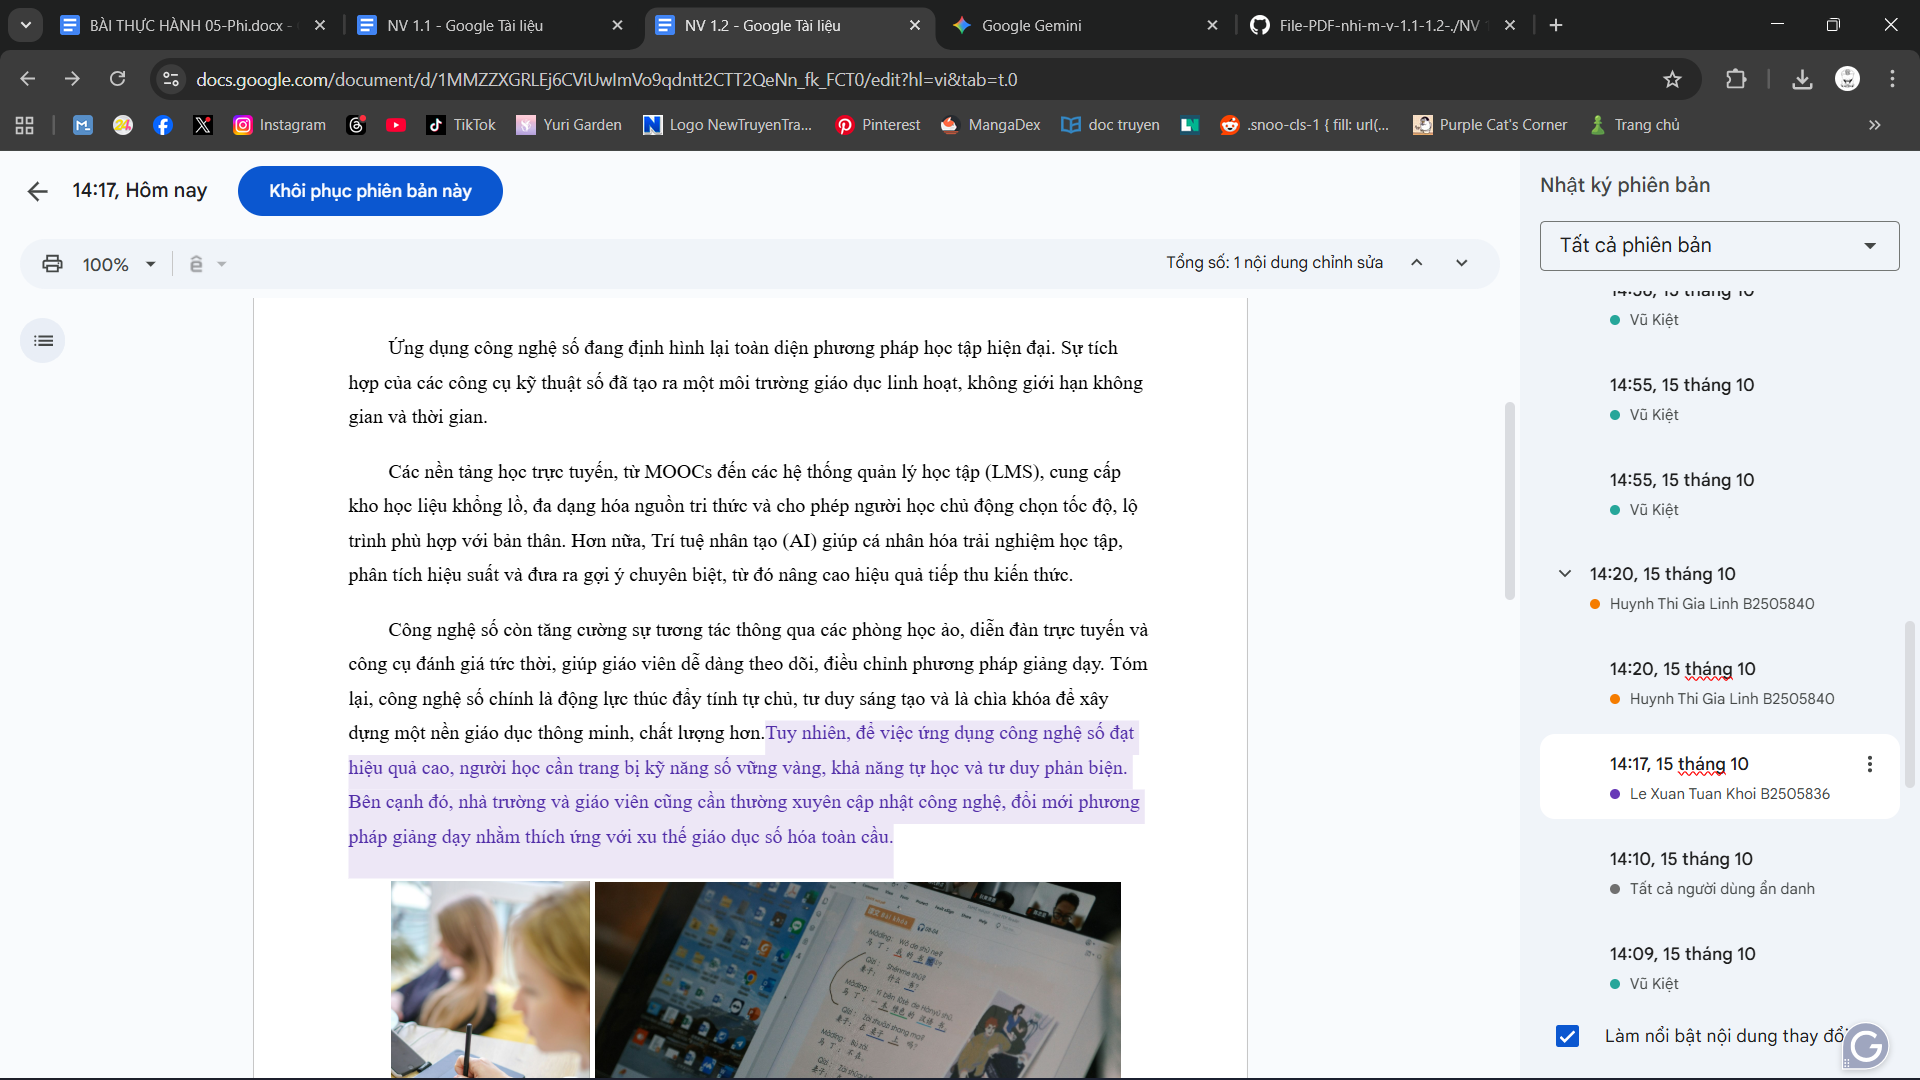 BÀI THỰC HÀNH 05-Phi.docx -
NV 1.1 - Google Tài liệu
NV 1.2 - Google Tài liệu
Google Gemini
File-PDF-nhi-m-v-1.1-1.2-./NV
docs.google.com/document/d/1MMZZXGRLEj6CViUwImVo9qdntt2CTT2QeNn_fk_FCT0/edit?hl=vi&tab=t.0
Instagram
TikTok
Yuri Garden
Logo NewTruyenTra...
Pinterest
MangaDex
doc truyen
.snoo-cls-1 { fill: url(...
Purple Cat's Corner
Trang chủ
14:17, Hôm nay
Khôi phục phiên bản này
100%
Tổng số: 1 nội dung chỉnh sửa
Ứng dụng công nghệ số đang định hình lại toàn diện phương pháp học tập hiện đại. Sự tích
hợp của các công cụ kỹ thuật số đã tạo ra một môi trường giáo dục linh hoạt, không giới hạn không
gian và thời gian.
Các nền tảng học trực tuyến, từ MOOCs đến các hệ thống quản lý học tập (LMS), cung cấp
kho học liệu khổng lồ, đa dạng hóa nguồn tri thức và cho phép người học chủ động chọn tốc độ, lộ
trình phù hợp với bản thân. Hơn nữa, Trí tuệ nhân tạo (AI) giúp cá nhân hóa trải nghiệm học tập,
phân tích hiệu suất và đưa ra gợi ý chuyên biệt, từ đó nâng cao hiệu quả tiếp thu kiến thức.
Công nghệ số còn tăng cường sự tương tác thông qua các phòng học ảo, diễn đàn trực tuyến và
công cụ đánh giá tức thời, giúp giáo viên dễ dàng theo dõi, điều chỉnh phương pháp giảng dạy. Tóm
lại, công nghệ số chính là động lực thúc đẩy tính tự chủ, tư duy sáng tạo và là chìa khóa để xây
dựng một nền giáo dục thông minh, chất lượng hơn.Tuy nhiên, để việc ứng dụng công nghệ số đạt
hiệu quả cao, người học cần trang bị kỹ năng số vững vàng, khả năng tự học và tư duy phản biện.
Bên cạnh đó, nhà trường và giáo viên cũng cần thường xuyên cập nhật công nghệ, đổi mới phương
pháp giảng dạy nhằm thích ứng với xu thế giáo dục số hóa toàn cầu.
Nhật ký phiên bản
Tất cả phiên bản
Vũ Kiệt
14:55, 15 tháng 10
Vũ Kiệt
14:55, 15 tháng 10
Vũ Kiệt
14:20, 15 tháng 10
Huynh Thi Gia Linh B2505840
14:20, 15 tháng 10
Huynh Thi Gia Linh B2505840
14:17, 15 tháng 10
Le Xuan Tuan Khoi B2505836
14:10, 15 tháng 10
Tất cả người dùng ẩn danh
14:09, 15 tháng 10
Vũ Kiệt
Làm nổi bật nội dung thay đổi